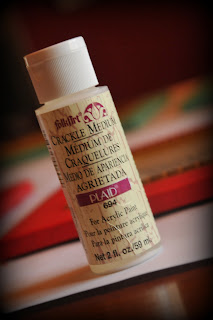 FolkArt
CRACKLE MEDIUM
MEDIUM DE
CRAQUELURES
MEDIO DE APARIENCIA
AGRIETADA
PLAID
694
For Acrylic Paint
Pour la peinture acrylique
Para la pintura acrílica
Net 2 fl. oz. (59 ml)